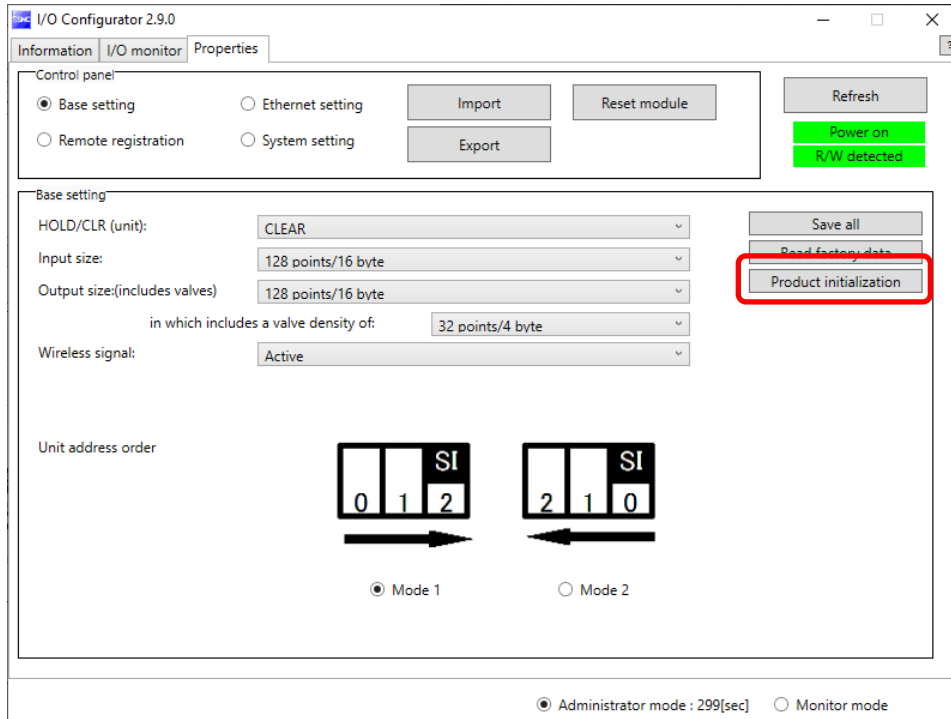 SMC I/O Configurator 2.9.0
Information I/O monitor Properties ?
Control panel
Base setting Ethernet setting Import Reset module Refresh
Remote registration System setting Export Power on
R/W detected
Base setting
HOLD/CLR (unit): CLEAR Save all
Input size: 128 points/16 byte Read factory data
Output size:(includes valves) 128 points/16 byte Product initialization
in which includes a valve density of: 32 points/4 byte
Wireless signal: Active
Unit address order
SI SI
0 1 2 2 1 0
Mode 1 Mode 2
Administrator mode : 299[sec] Monitor mode